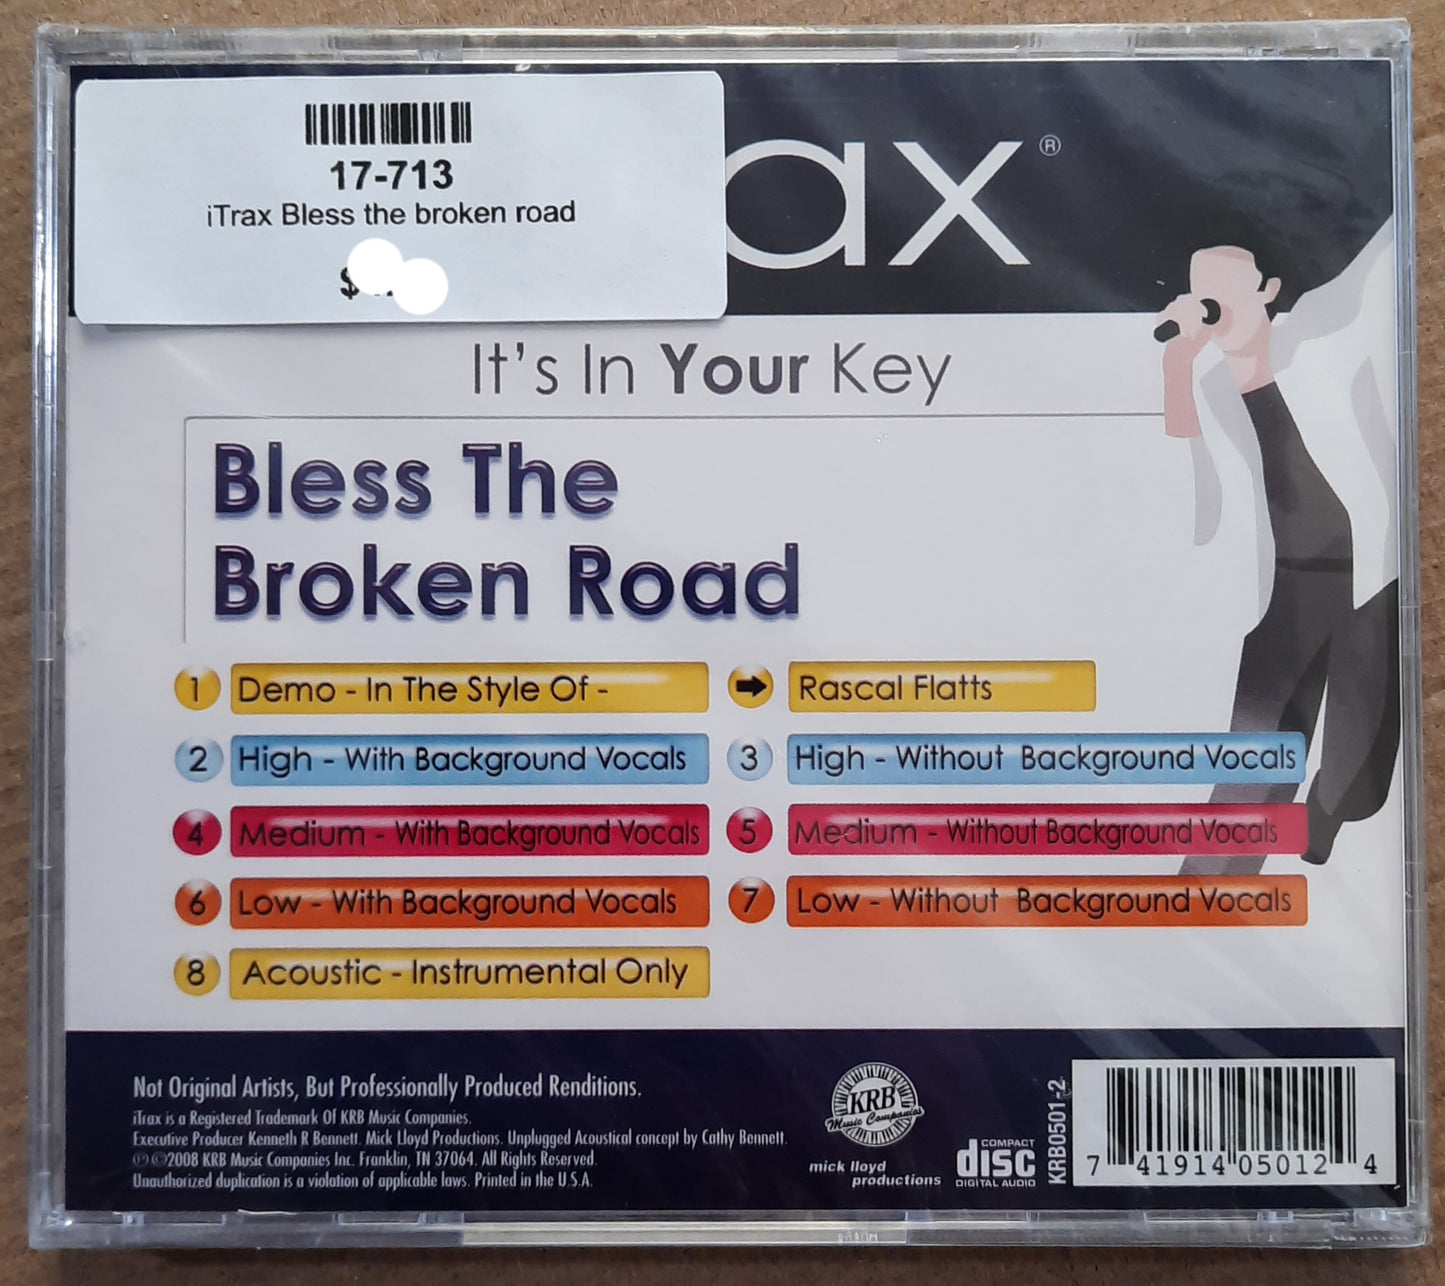 17-713
iTrax Bless the broken road
$
ax®
It's In Your Key
Bless The
Broken Road
1 Demo - In The Style Of - Rascal Flatts
2 High - With Background Vocals
3 High - Without Background Vocals
4 Medium - With Background Vocals
5 Medium - Without Background Vocals
6 Low - With Background Vocals
7 Low - Without Background Vocals
8 Acoustic - Instrumental Only
Not Original Artists, But Professionally Produced Renditions.
iTrax is a Registered Trademark Of KRB Music Companies.
Executive Producer Kenneth R Bennett. Mick Lloyd Productions. Unplugged Acoustical concept by Cathy Bennett.
℗ ©2008 KRB Music Companies Inc. Franklin, TN 37064. All Rights Reserved.
Unauthorized duplication is a violation of applicable laws. Printed in the U.S.A.
KRB
Music Companies
mick lloyd
productions
COMPACT
disc
DIGITAL AUDIO
KRB0501-2
7 41914 05012 4